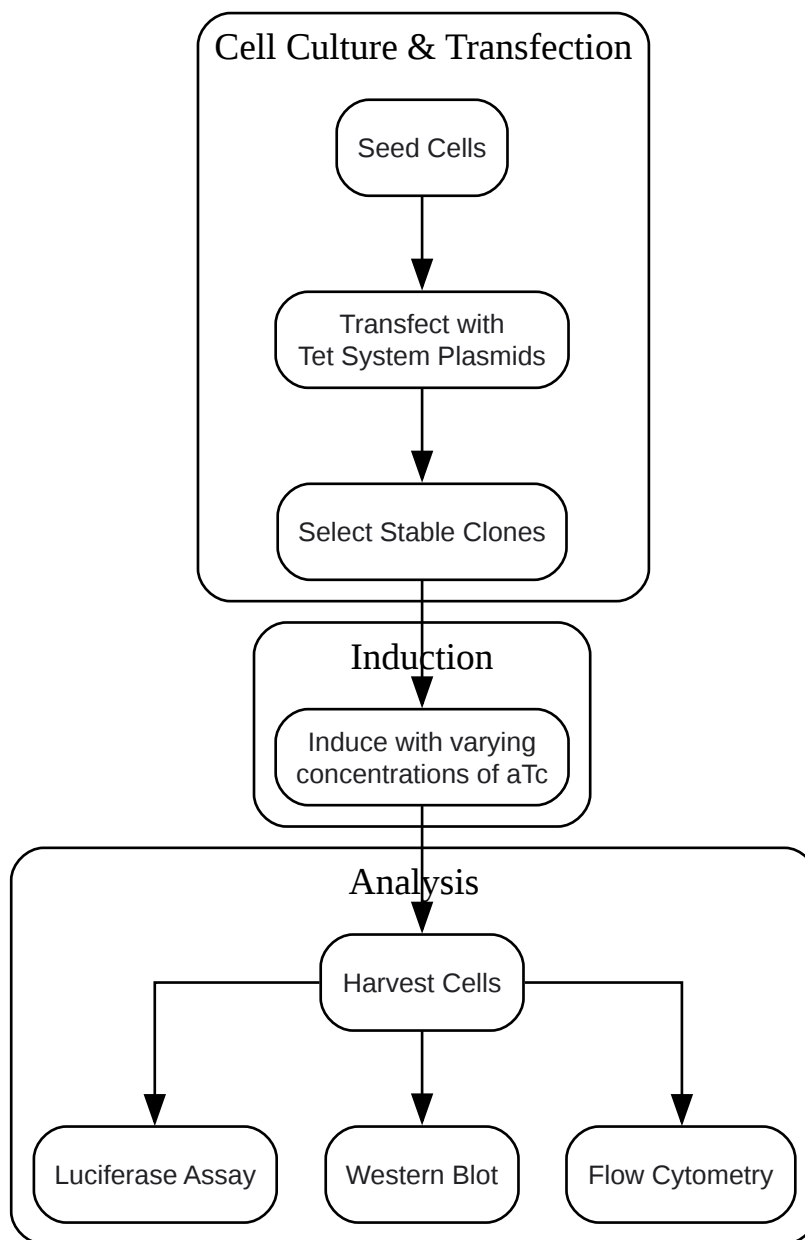 Cell Culture & Transfection
Seed Cells
Transfect with
Tet System Plasmids
Select Stable Clones
Induction
Induce with varying
concentrations of aTc
Analysis
Harvest Cells
Luciferase Assay
Western Blot
Flow Cytometry